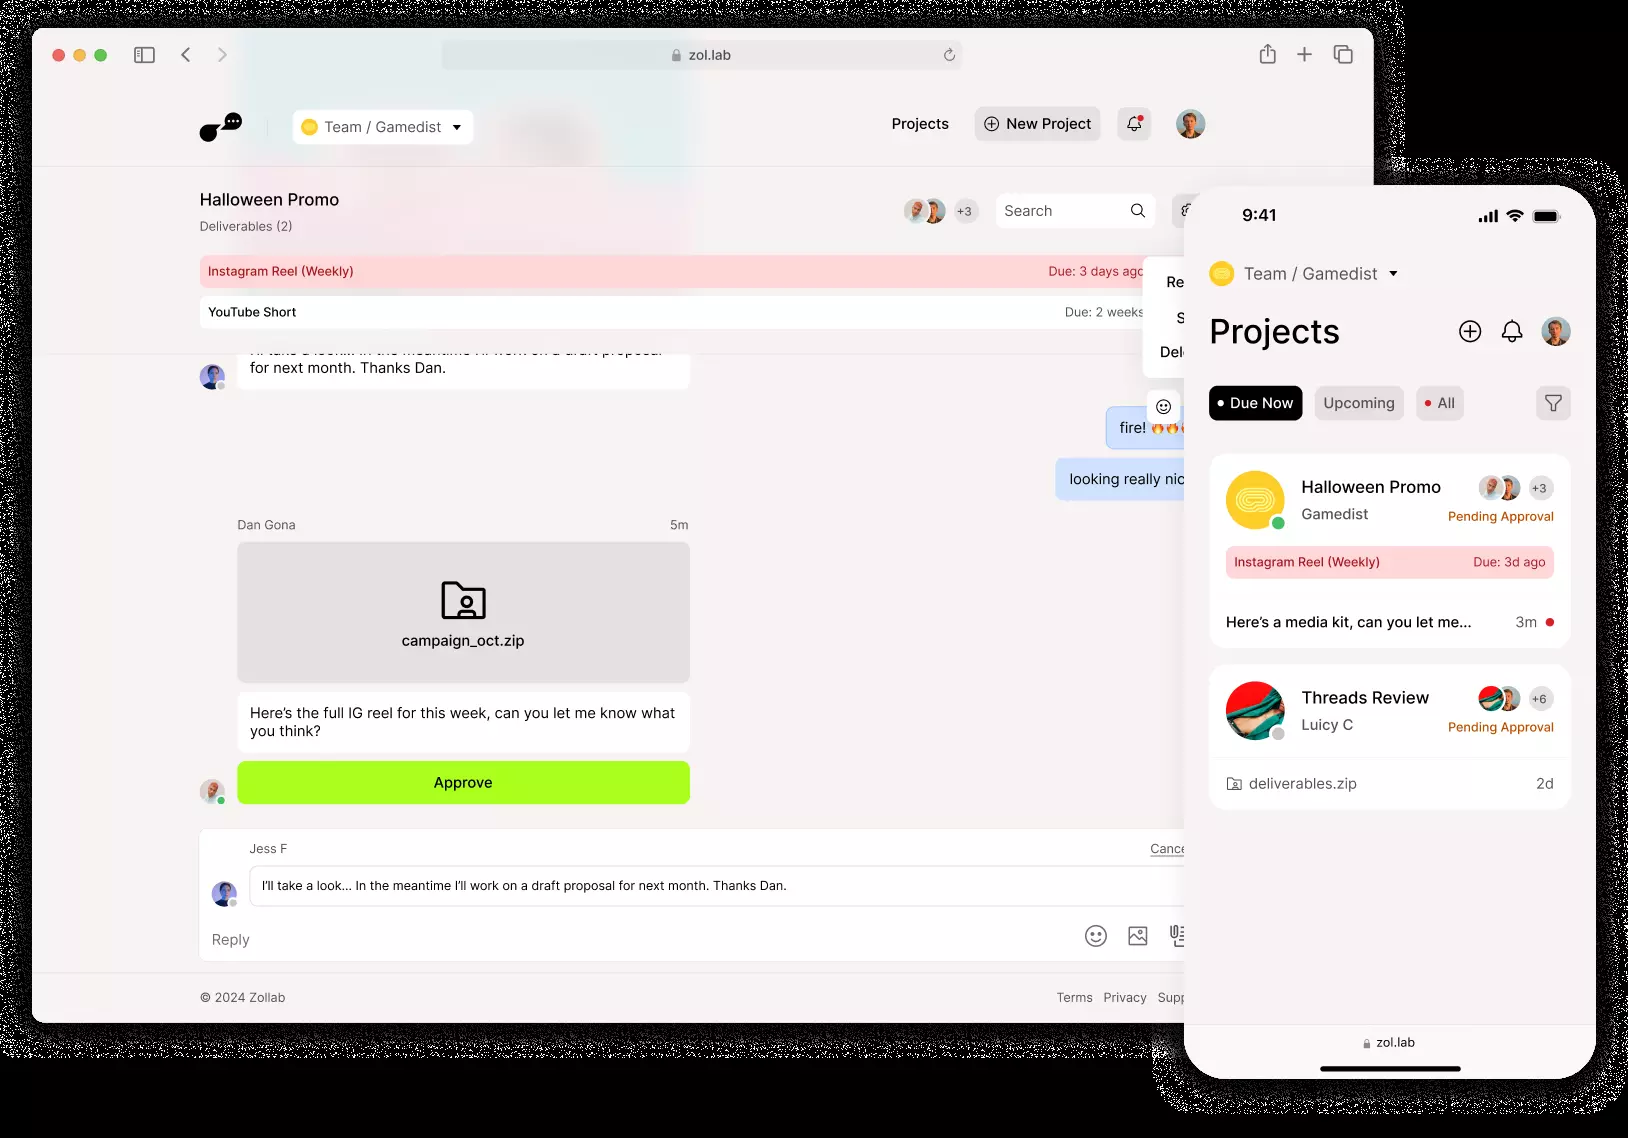 zol.lab
Team / Gamedist
Projects
New Project
Halloween Promo
Deliverables (2)
+3
Search
Instagram Reel (Weekly)
Due: 3 days ago
YouTube Short
Due: 2 weeks
for next month. Thanks Dan.
fire! 🔥🔥
looking really
Dan Gona
5m
campaign_oct.zip
Here's the full IG reel for this week, can you let me know what
you think?
Approve
Jess F
I'll take a look... In the meantime I'll work on a draft proposal for next month. Thanks Dan.
Reply
© 2024 Zollab
Terms
Privacy
9:41
Team / Gamedist
Projects
Due Now
Upcoming
All
Halloween Promo
+3
Gamedist
Pending Approval
Instagram Reel (Weekly)
Due: 3d ago
Here's a media kit, can you let me...
3m
Threads Review
+6
Luicy C
Pending Approval
deliverables.zip
2d
zol.lab